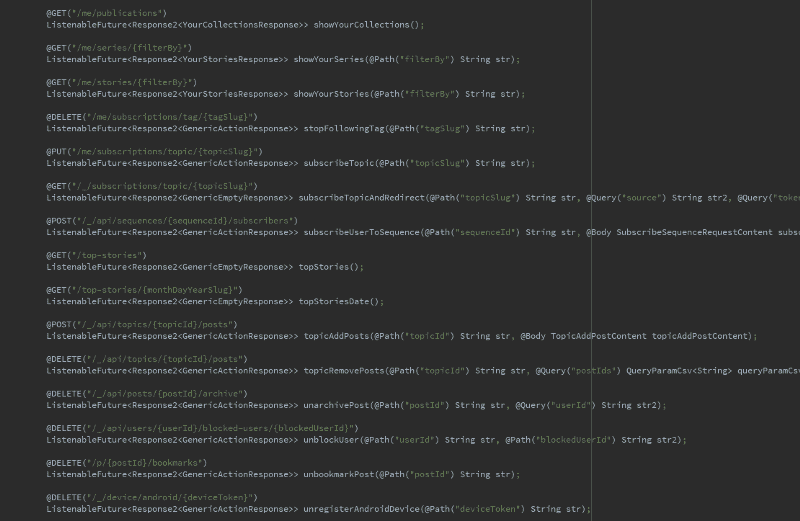 @GET("/me/publications")
ListenableFuture<Response2<YourCollectionsResponse>> showYourCollections();
@GET("/me/series/{filterBy}")
ListenableFuture<Response2<YourStoriesResponse>> showYourSeries(@Path("filterBy") String str);
@GET("/me/stories/{filterBy}")
ListenableFuture<Response2<YourStoriesResponse>> showYourStories(@Path("filterBy") String str);
@DELETE("/me/subscriptions/tag/{tagSlug}")
ListenableFuture<Response2<GenericActionResponse>> stopFollowingTag(@Path("tagSlug") String str);
@PUT("/me/subscriptions/topic/{topicSlug}")
ListenableFuture<Response2<GenericActionResponse>> subscribeTopic(@Path("topicSlug") String str);
@GET("/_/subscriptions/topic/{topicSlug}")
ListenableFuture<Response2<GenericEmptyResponse>> subscribeTopicAndRedirect(@Path("topicSlug") String str, @Query("source") String str2, @Query("toke
@POST("/_/api/sequences/{sequenceId}/subscribers")
ListenableFuture<Response2<GenericActionResponse>> subscribeUserToSequence(@Path("sequenceId") String str, @Body SubscribeSequenceRequestContent subs
@GET("/top-stories")
ListenableFuture<Response2<GenericEmptyResponse>> topStories();
@GET("/top-stories/{monthDayYearSlug}")
ListenableFuture<Response2<GenericEmptyResponse>> topStoriesDate();
@POST("/_/api/topics/{topicId}/posts")
ListenableFuture<Response2<GenericActionResponse>> topicAddPosts(@Path("topicId") String str, @Body TopicAddPostContent topicAddPostContent);
@DELETE("/_/api/topics/{topicId}/posts")
ListenableFuture<Response2<GenericActionResponse>> topicRemovePosts(@Path("topicId") String str, @Query("postIds") QueryParamCsv<String> queryParamCsv
@DELETE("/_/api/posts/{postId}/archive")
ListenableFuture<Response2<GenericActionResponse>> unarchivePost(@Path("postId") String str, @Query("userId") String str2);
@DELETE("/_/api/users/{userId}/blocked-users/{blockedUserId}")
ListenableFuture<Response2<GenericActionResponse>> unblockUser(@Path("userId") String str, @Path("blockedUserId") String str2);
@DELETE("/p/{postId}/bookmarks")
ListenableFuture<Response2<GenericActionResponse>> unbookmarkPost(@Path("postId") String str);
@DELETE("/_/device/android/{deviceToken}")
ListenableFuture<Response2<GenericActionResponse>> unregisterAndroidDevice(@Path("deviceToken") String str);